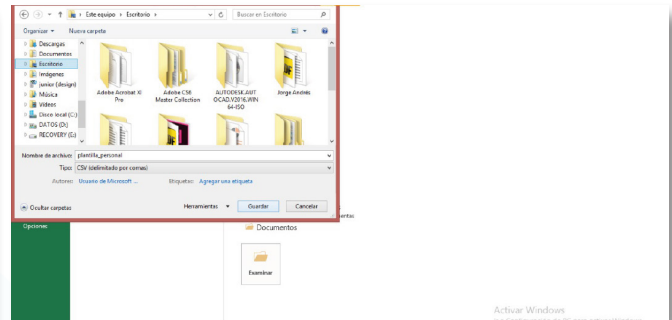 Este equipo › Escritorio ›
Buscar en Escritorio
Organizar
Nueva carpeta
Descargas
Documentos
Escritorio
Imágenes
junior (design)
Música
Vídeos
Disco local (C:)
DATOS (D:)
RECOVERY (E:)
Adobe Acrobat XI
Pro
Adobe CS6
Master Collection
AUTODESK.AUT
OCAD.V2016.WIN
64-ISO
Jorge Andrés
Nombre de archivo: plantilla_personal
Tipo: CSV (delimitado por comas)
Autores: Usuario de Microsoft ...
Etiquetas: Agregar una etiqueta
Ocultar carpetas
Herramientas
Guardar
Cancelar
Opciones
Documentos
Examinar
Activar Windows